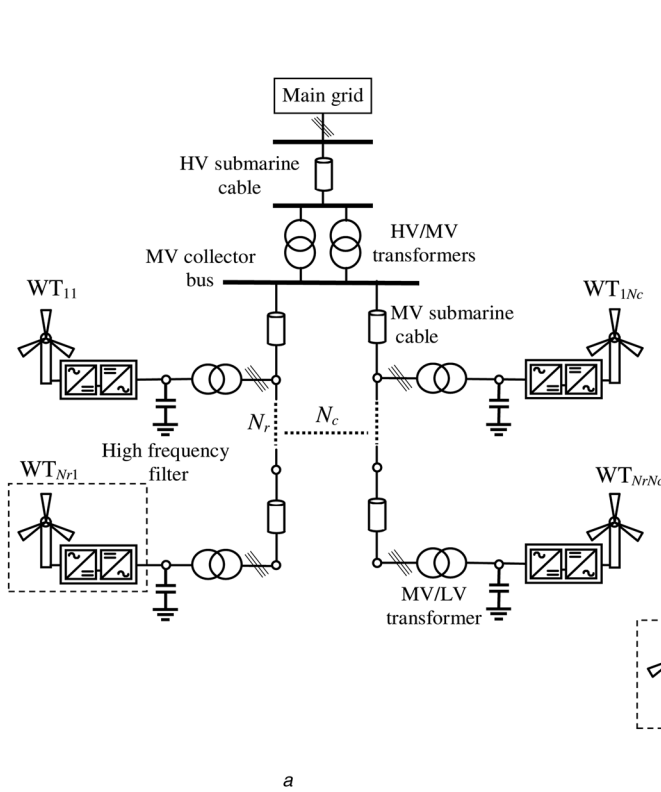 Main grid
HV submarine
cable
HV/MV
transformers
MV collector
bus
WT11
WT1Nc
MV submarine
cable
Nr
Nc
High frequency
filter
WTNr1
WTNrNc
MV/LV
transformer
a